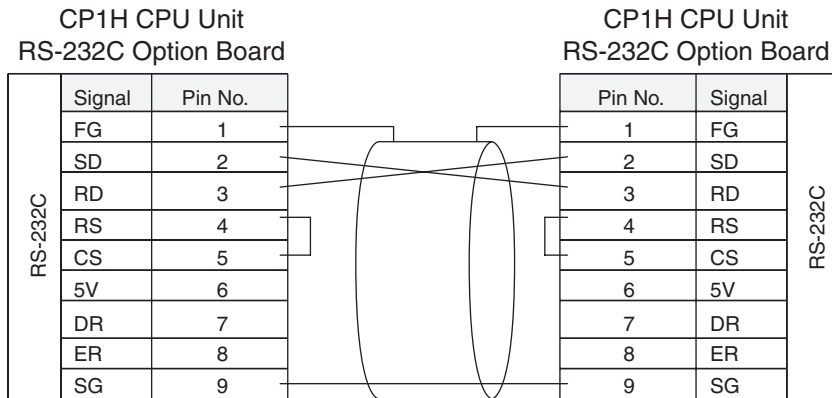 CP1H CPU Unit
RS-232C Option Board
RS-232C
Signal Pin No.
FG 1
SD 2
RD 3
RS 4
CS 5
5V 6
DR 7
ER 8
SG 9
CP1H CPU Unit
RS-232C Option Board
Pin No. Signal
1 FG
2 SD
3 RD
4 RS
5 CS
6 5V
7 DR
8 ER
9 SG
RS-232C